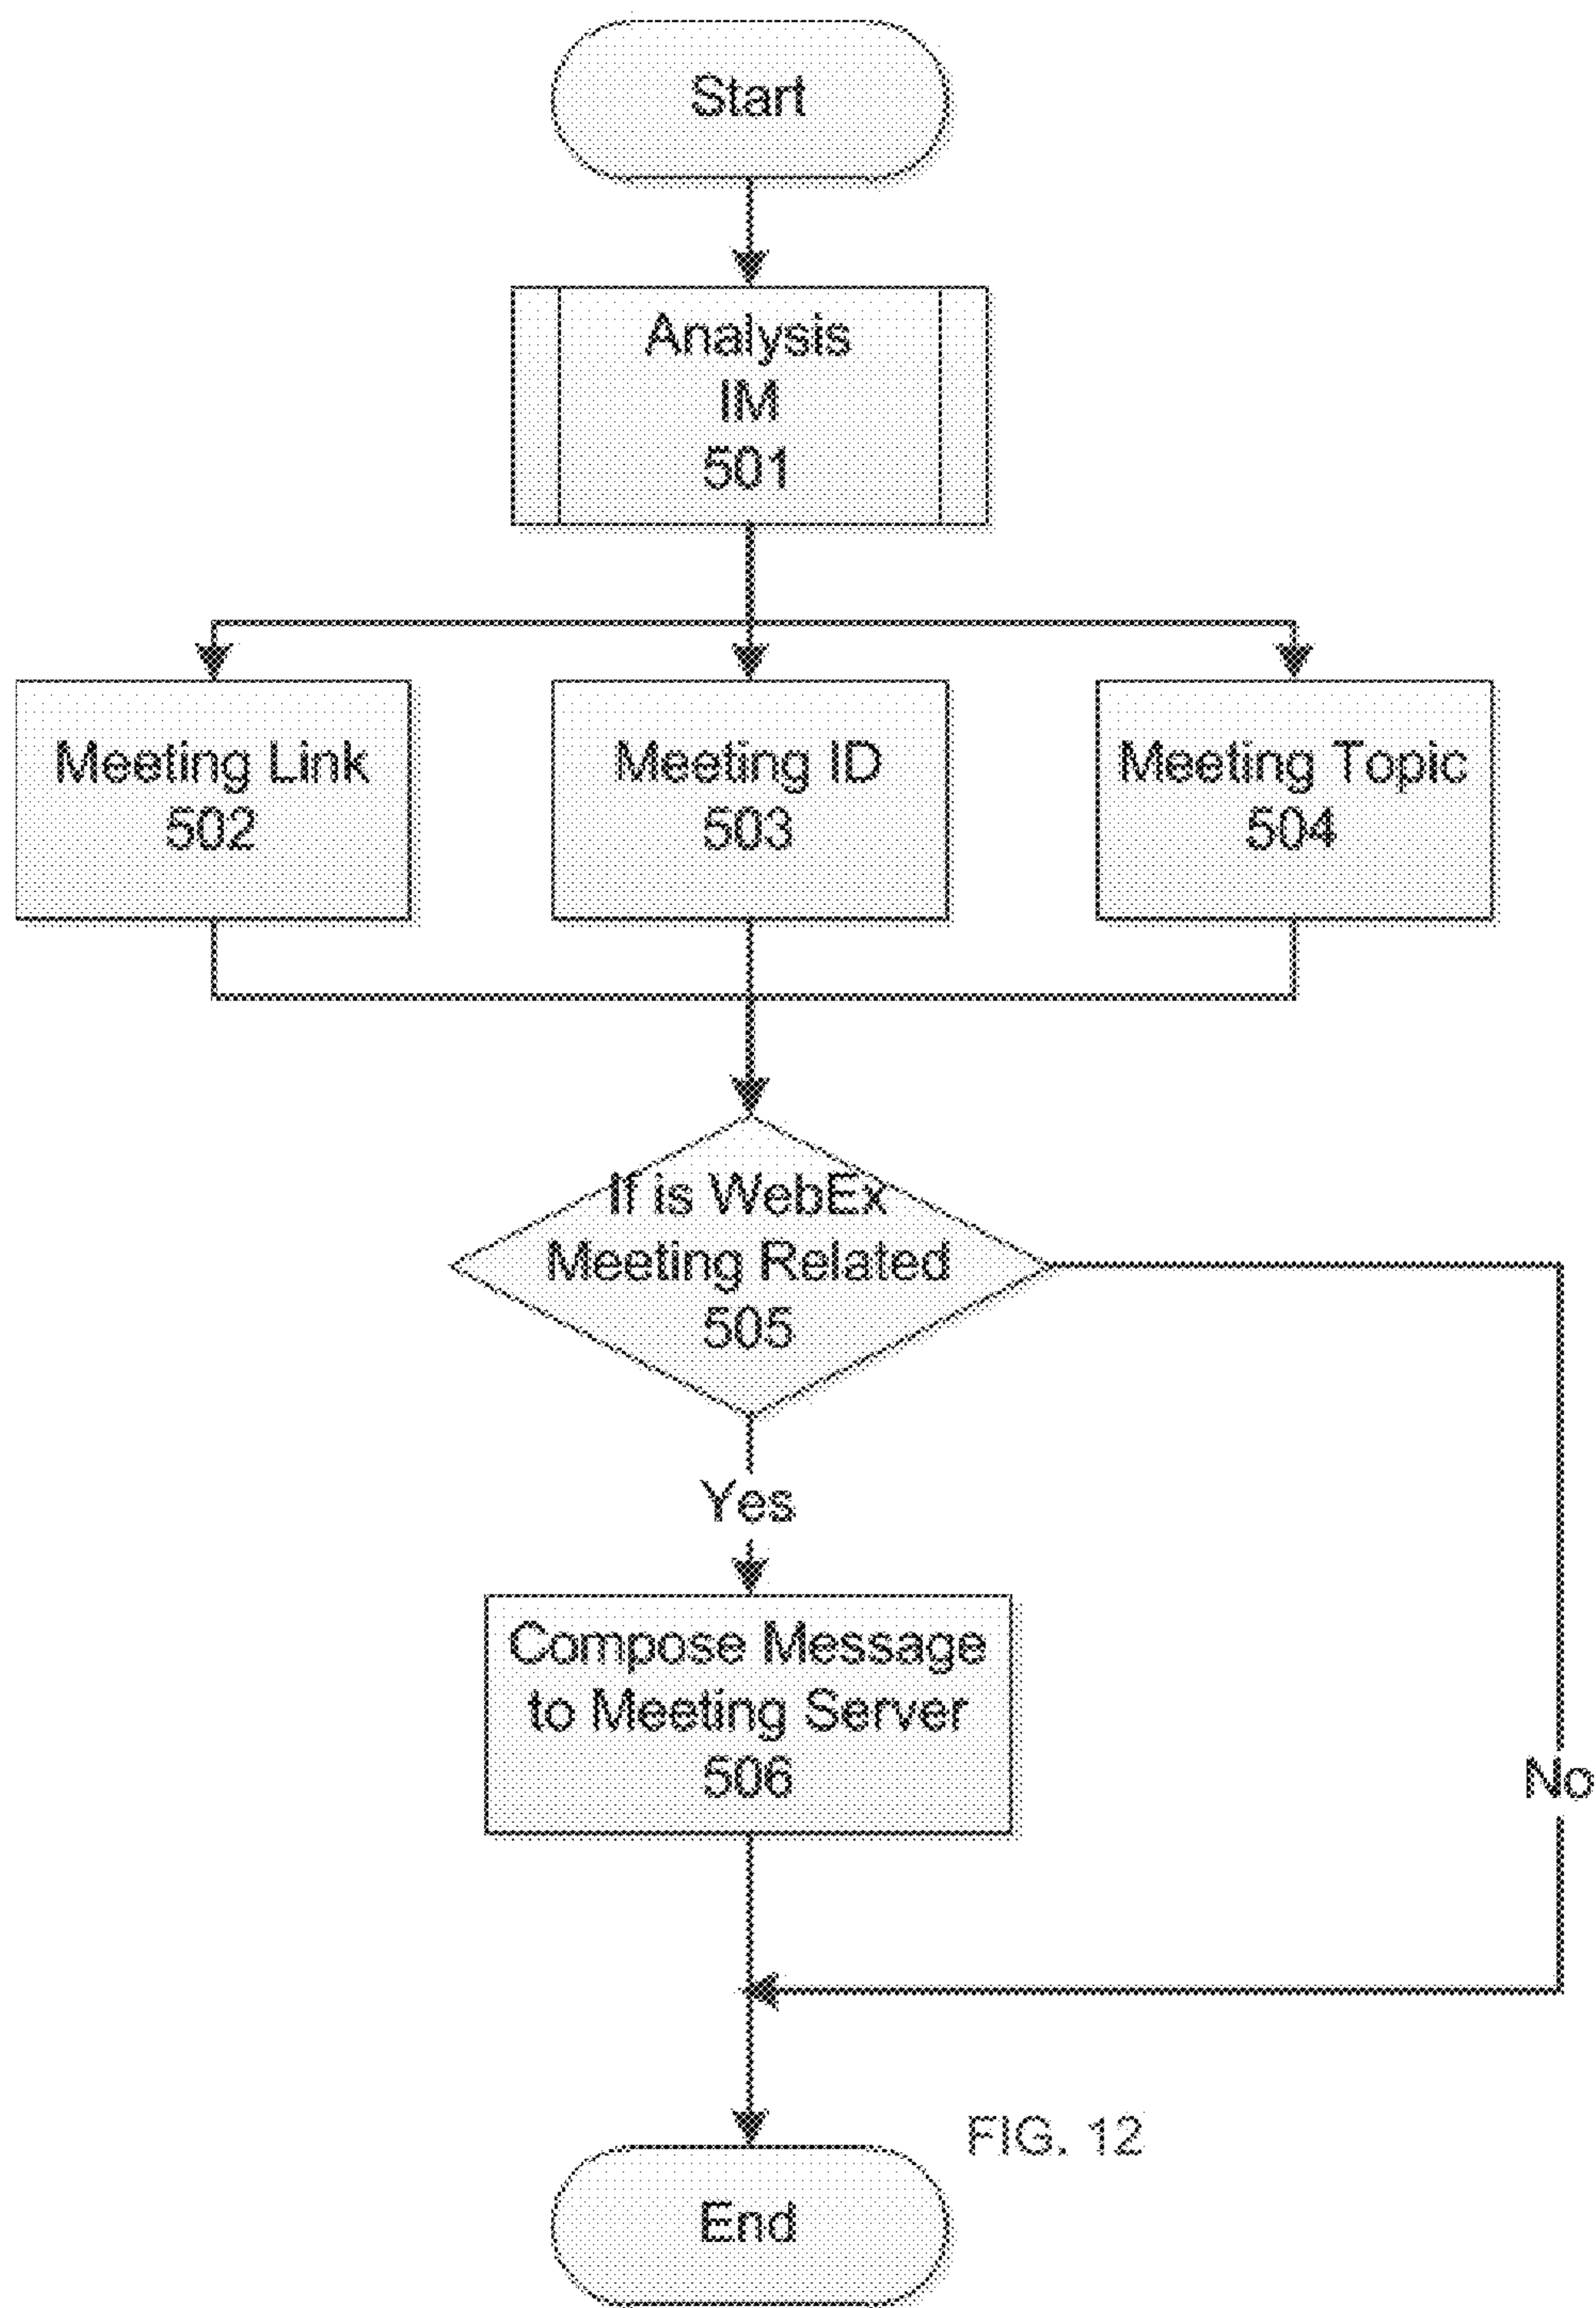 Start
Analysis
IM
501
Meeting Link
502
Meeting ID
503
Meeting Topic
504
If is WebEx
Meeting Related
505
Yes
Compose Message
to Meeting Server
506
No
FIG. 12
End